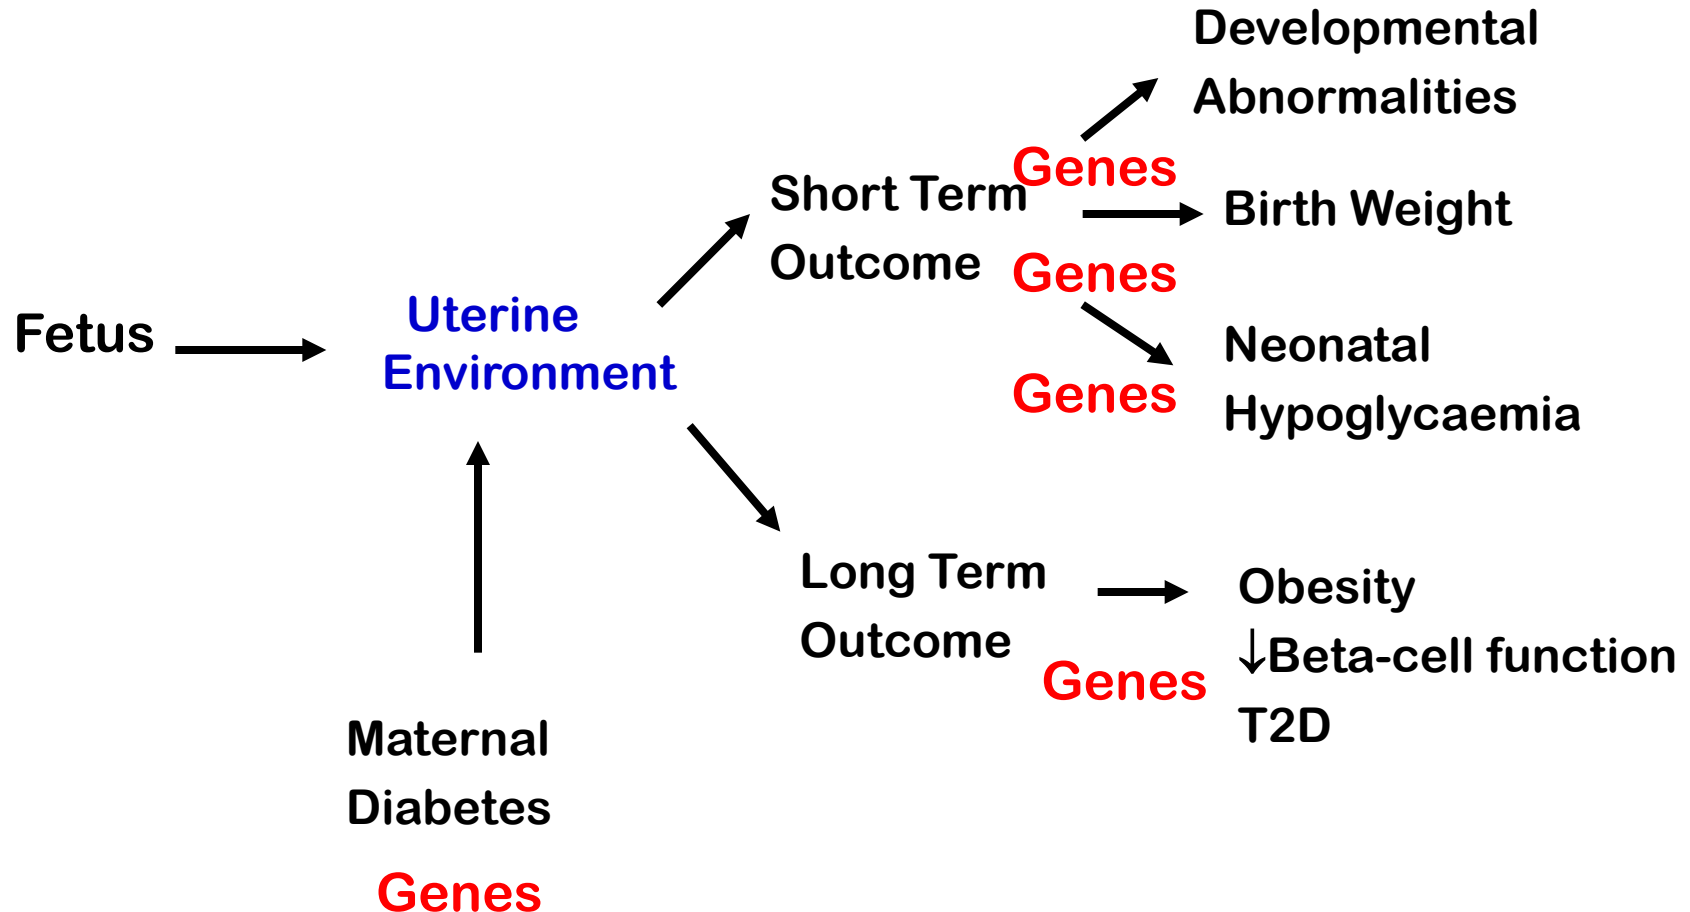 Developmental
Abnormalities
Genes
Short Term
Outcome
Birth Weight
Genes
Fetus
Uterine
Environment
Neonatal
Hypoglycaemia
Genes
Long Term
Outcome
Genes
Obesity
↓Beta-cell function
T2D
Maternal
Diabetes
Genes